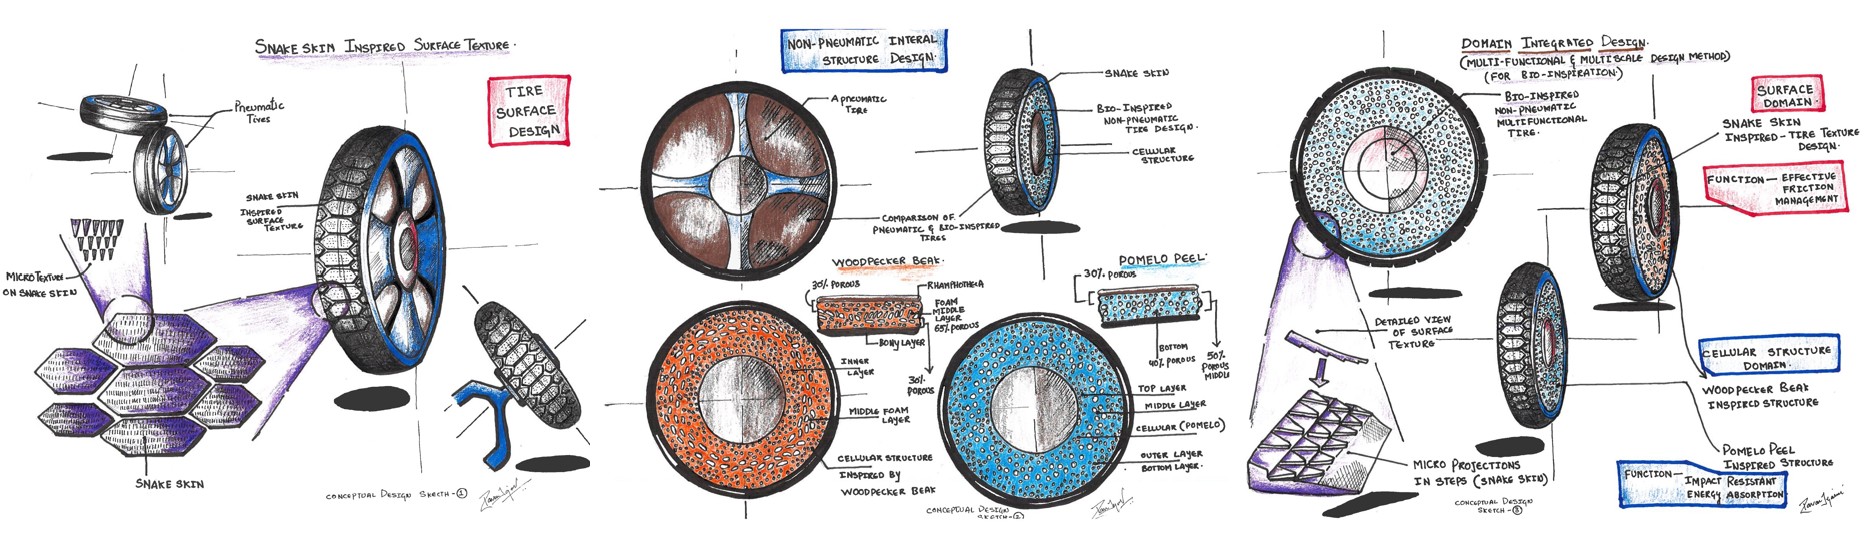 SNAKE SKIN INSPIRED SURFACE TEXTURE.
TIRE
SURFACE
DESIGN
Pneumatic
Tires
SNAKE SKIN
INSPIRED
SURFACE
TEXTURE
MICRO TEXTURE
ON SNAKE SKIN
SNAKE SKIN
CONCEPTUAL DESIGN SKETCH-1
NON-PNEUMATIC INTERAL
STRUCTURE DESIGN.
A PNEUMATIC
TIRE
SNAKE SKIN
BIO-INSPIRED
NON-PNEUMATIC
TIRE DESIGN.
CELLULAR
STRUCTURE
COMPARISON OF
PNEUMATIC & BIO-INSPIRED
TIRES
WOODPECKER BEAK.
30% POROUS
RHAMPHOTHECA
FOAM
MIDDLE
LAYER
65% POROUS
BONY LAYER
30%
POROUS
INNER
LAYER
MIDDLE FOAM
LAYER
CELLULAR STRUCTURE
INSPIRED BY
WOODPECKER BEAK
POMELO PEEL.
30% POROUS
BOTTOM
40% POROUS
50%
POROUS
MIDDLE
TOP LAYER
MIDDLE LAYER
CELLULAR (POMELO)
OUTER LAYER
BOTTOM LAYER.
CONCEPTUAL DESIGN
SKETCH-2
DOMAIN INTEGRATED DESIGN.
(MULTI-FUNCTIONAL & MULTISCALE DESIGN METHOD)
(FOR BIO-INSPIRATION)
BIO-INSPIRED
NON-PNEUMATIC
MULTIFUNCTIONAL
TIRE.
SURFACE
DOMAIN.
SNAKE SKIN
INSPIRED-TIRE TEXTURE
DESIGN.
FUNCTION- EFFECTIVE
FRICTION
MANAGEMENT
DETAILED VIEW
OF SURFACE
TEXTURE
CELLULAR STRUCTURE
DOMAIN.
WOODPECKER BEAK
INSPIRED STRUCTURE
POMELO PEEL
INSPIRED STRUCTURE
MICRO PROJECTIONS
IN STEPS (SNAKE SKIN)
FUNCTION- IMPACT RESISTANT
ENERGY ABSORPTION
CONCEPTUAL DESIGN
SKETCH-3